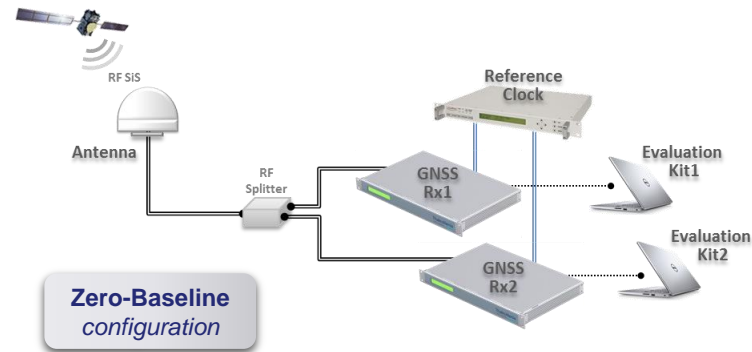 RF SiS
Antenna
RF
Splitter
Reference
Clock
GNSS
Rx1
GNSS
Rx2
Evaluation
Kit1
Evaluation
Kit2
Zero-Baseline
configuration